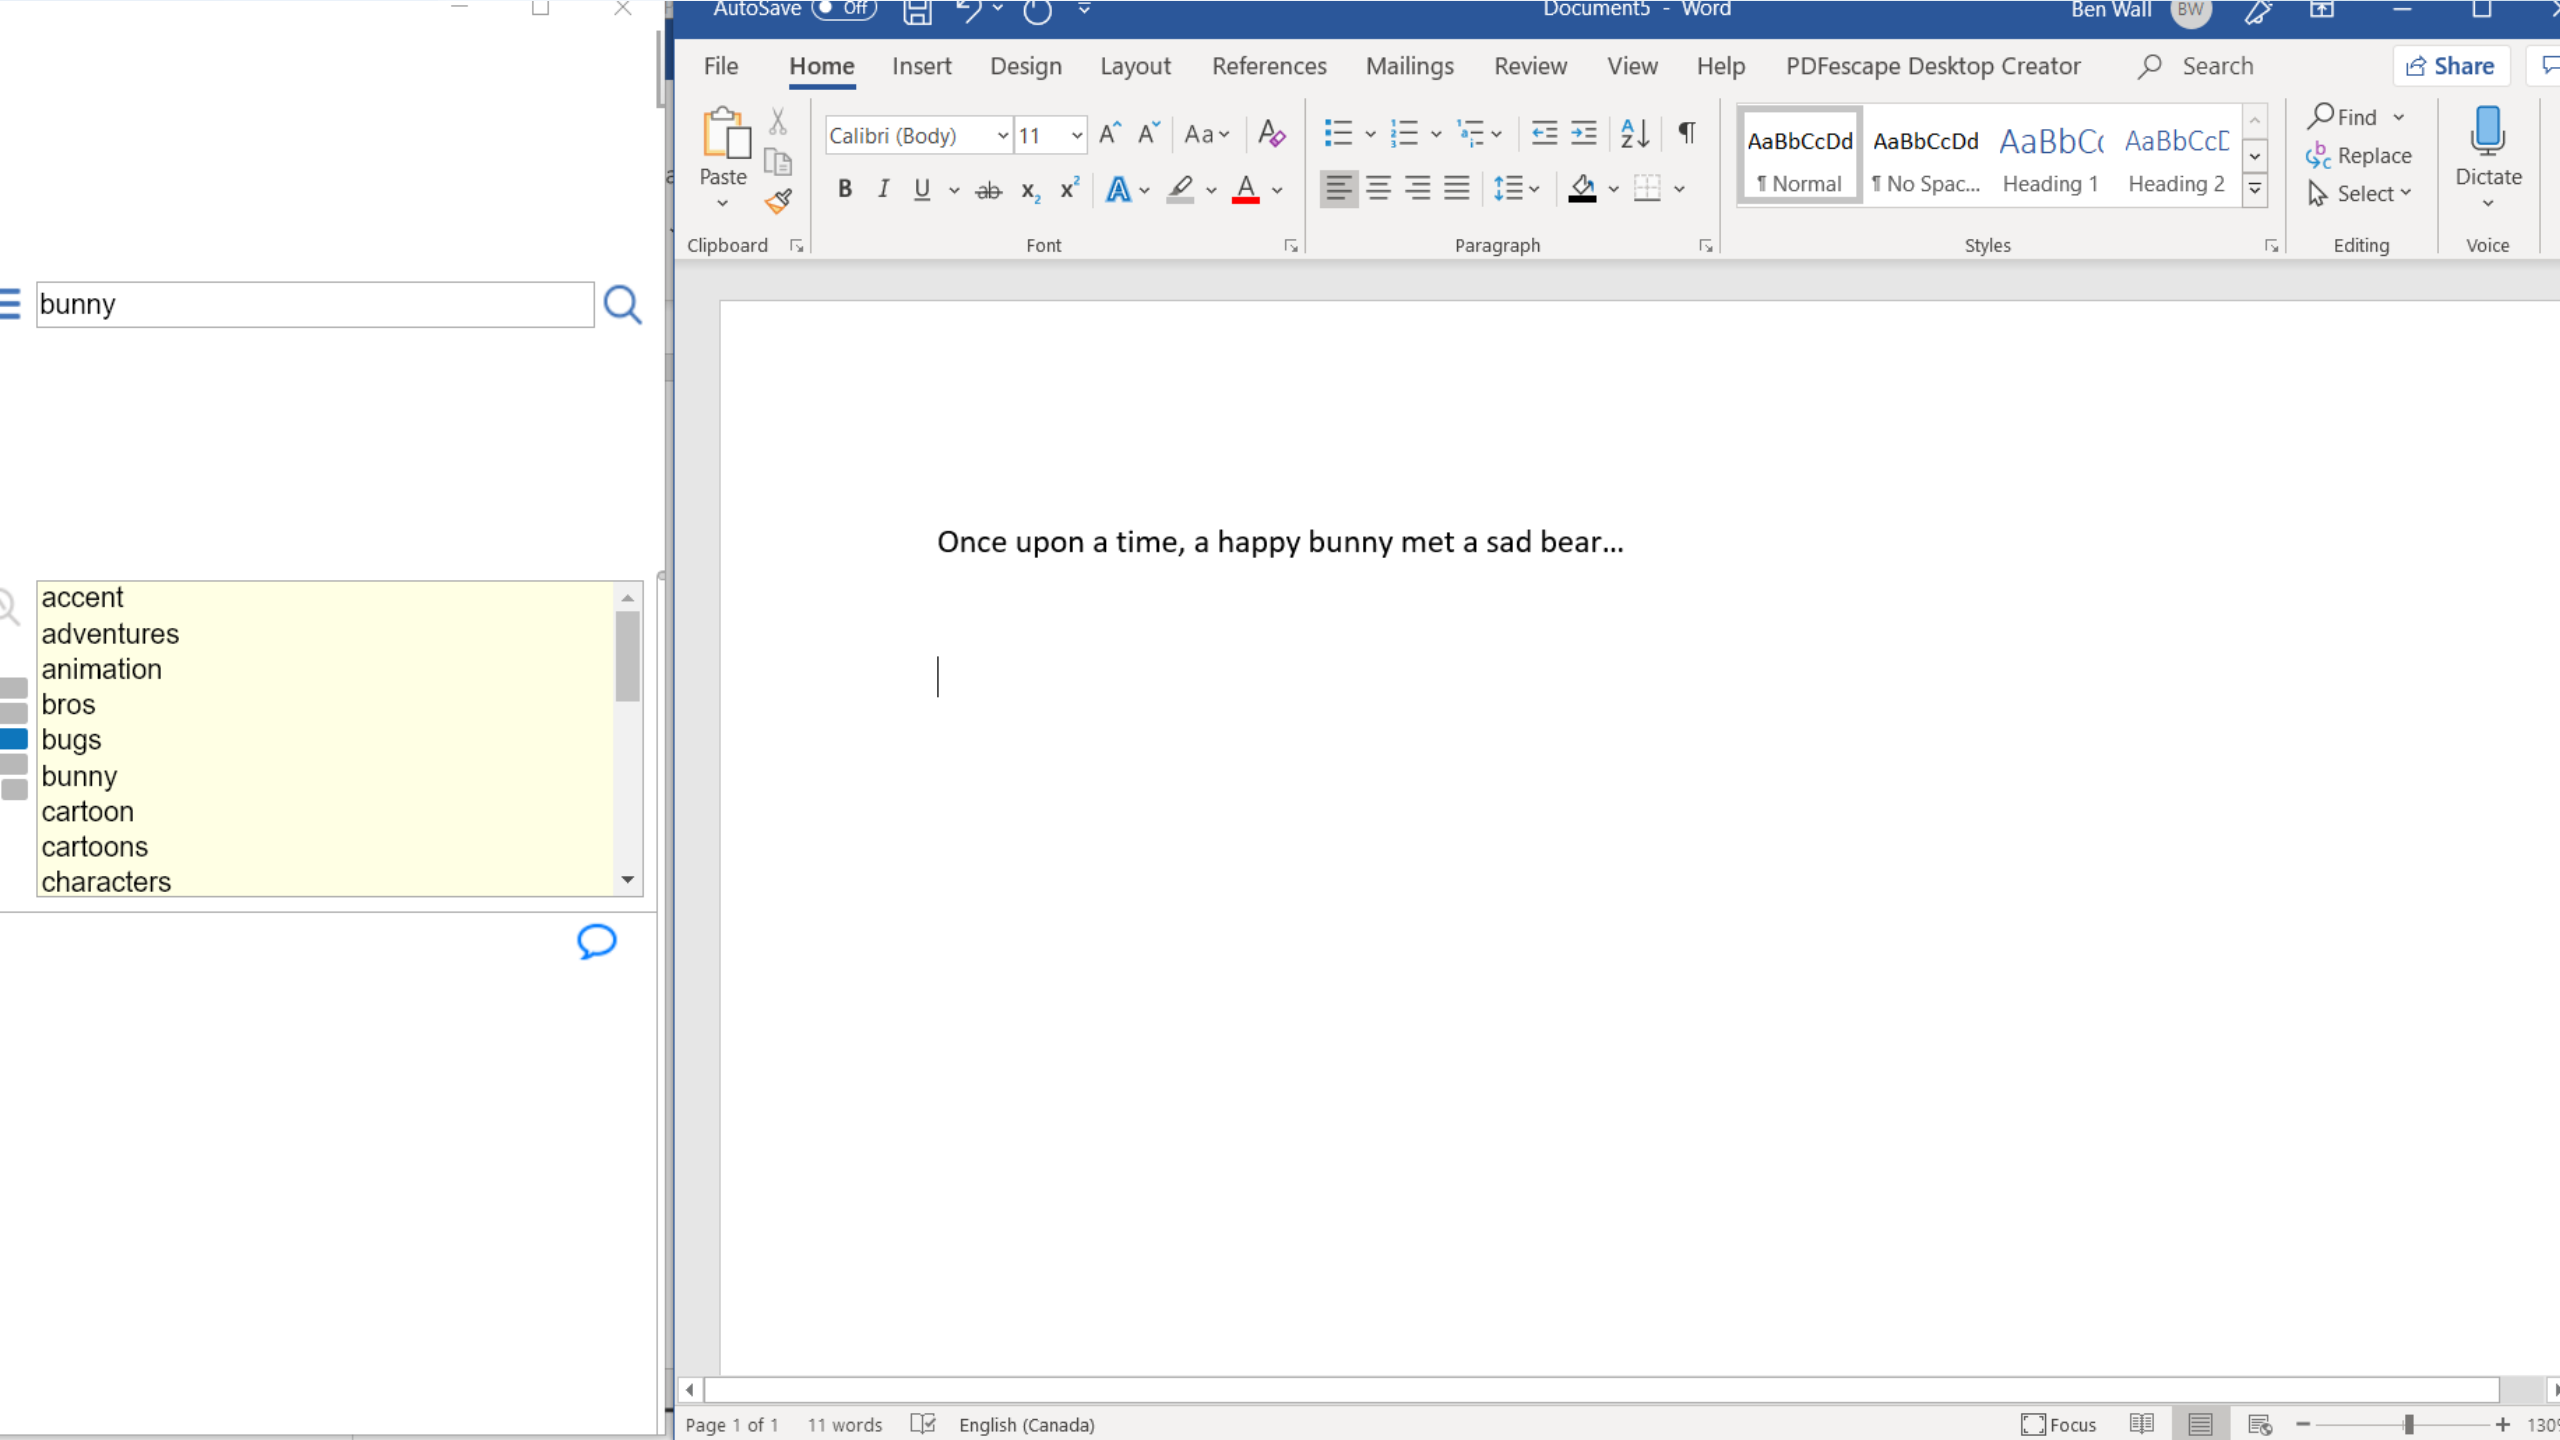 AutoSave Off Document5 - Word Ben Wall BW
File Home Insert Design Layout References Mailings Review View Help PDFescape Desktop Creator Search Share
Paste
Clipboard
Calibri (Body) 11
Font
Paragraph
AaBbCcDd AaBbCcDd AaBbC AaBbCc
¶ Normal ¶ No Spac... Heading 1 Heading 2
Styles
Find
Replace
Select
Editing
Dictate
Voice
bunny
accent
adventures
animation
bros
bugs
bunny
cartoon
cartoons
characters
Once upon a time, a happy bunny met a sad bear...
Page 1 of 1 11 words English (Canada) Focus 130